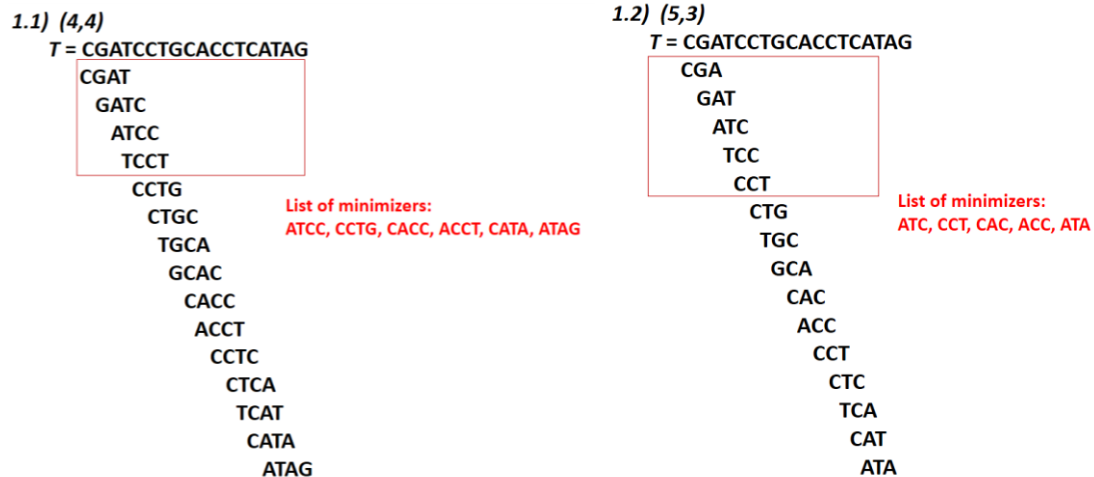 1.1) (4,4)
T = CGATCCTGCACCTCATAG
CGAT
GATC
ATCC
TCCT
CCTG
CTGC
TGCA
GCAC
CACC
ACCT
CCTC
CTCA
TCAT
CATA
ATAG
List of minimizers:
ATCC, CCTG, CACC, ACCT, CATA, ATAG
1.2) (5,3)
T = CGATCCTGCACCTCATAG
CGA
GAT
ATC
TCC
CCT
CTG
TGC
GCA
CAC
ACC
CCT
CTC
TCA
CAT
ATA
List of minimizers:
ATC, CCT, CAC, ACC, ATA